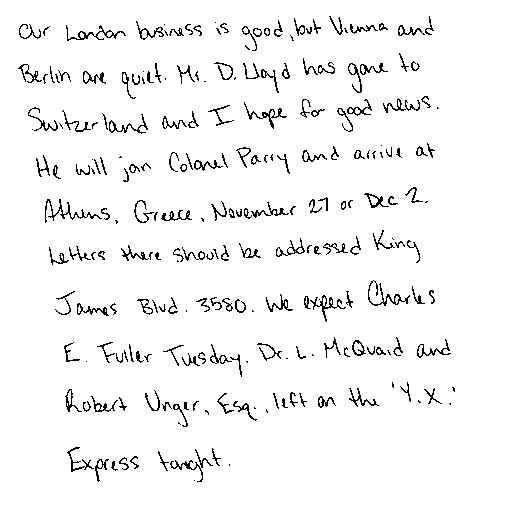 Our London business is good, but Vienna and
Berlin are quiet. Mr. D. Lloyd has gone to
Switzerland and I hope for good news.
He will join Colonel Parry and arrive at
Athens, Greece, November 27 or Dec 2.
Letters there should be addressed King
James Blvd. 3580. We expect Charles
E. Fuller Tuesday. Dr. L. McQuaid and
Robert Unger, Esq., left on the 'Y.X.'
Express tonight.